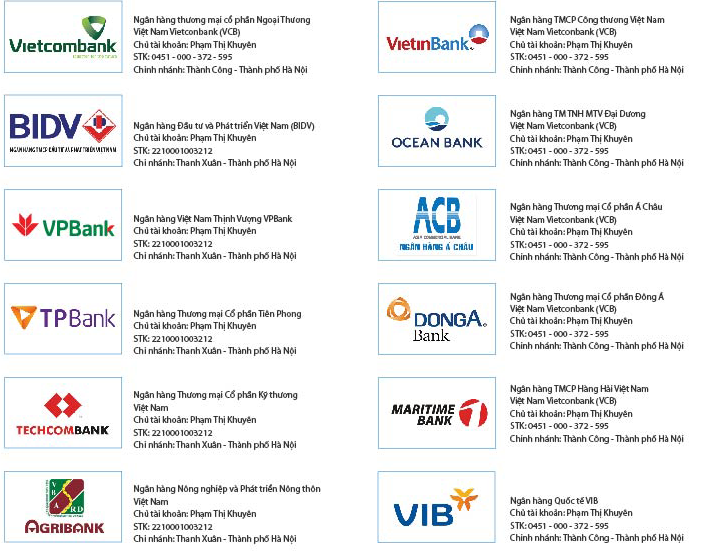 Vietcombank
Ngân hàng thương mại cổ phần Ngoại Thương
Việt Nam Vietconbank (VCB)
Chủ tài khoản: Phạm Thị Khuyên
STK: 0451 - 000 - 372 - 595
Chính nhánh: Thành Công - Thành phố Hà Nội
BIDV
NGÂN HÀNG TMCP ĐẦU TƯ VÀ PHÁT TRIỂN VIỆT NAM
Ngân hàng Đầu tư và Phát triển Việt Nam (BIDV)
Chủ tài khoản: Phạm Thị Khuyên
STK: 2210001003212
Chi nhánh: Thanh Xuân - Thành phố Hà Nội
VPBank
Ngân hàng Việt Nam Thịnh Vượng VPBank
Chủ tài khoản: Phạm Thị Khuyên
STK: 2210001003212
Chi nhánh: Thanh Xuân - Thành phố Hà Nội
TPBank
Ngân hàng Thương mại Cổ phần Tiên Phong
Chủ tài khoản: Phạm Thị Khuyên
STK: 2210001003212
Chi nhánh: Thanh Xuân - Thành phố Hà Nội
TECHCOMBANK
Ngân hàng Thương mại Cổ phần Kỹ thương
Việt Nam
Chủ tài khoản: Phạm Thị Khuyên
STK: 2210001003212
Chi nhánh: Thanh Xuân - Thành phố Hà Nội
VBARD
AGRIBANK
Ngân hàng Nông nghiệp và Phát triển Nông thôn
Việt Nam
Chủ tài khoản: Phạm Thị Khuyên
STK: 2210001003212
Chi nhánh: Thanh Xuân - Thành phố Hà Nội
VietinBank
Ngân hàng TMCP Công thương Việt Nam
Việt Nam Vietconbank (VCB)
Chủ tài khoản: Phạm Thị Khuyên
STK: 0451 - 000 - 372 - 595
Chính nhánh: Thành Công - Thành phố Hà Nội
OCEAN BANK
Ngân hàng TM TNH MTV Đại Dương
Việt Nam Vietconbank (VCB)
Chủ tài khoản: Phạm Thị Khuyên
STK: 0451 - 000 - 372 - 595
Chính nhánh: Thành Công - Thành phố Hà Nội
ACB
ASIA COMMERCIAL BANK
NGÂN HÀNG Á CHÂU
Ngân hàng Thương mại Cổ phần Á Châu
Việt Nam Vietconbank (VCB)
Chủ tài khoản: Phạm Thị Khuyên
STK: 0451 - 000 - 372 - 595
Chính nhánh: Thành Công - Thành phố Hà Nội
DONGA
Bank
Ngân hàng Thương mại Cổ phần Đông Á
Việt Nam Vietconbank (VCB)
Chủ tài khoản: Phạm Thị Khuyên
STK: 0451 - 000 - 372 - 595
Chính nhánh: Thành Công - Thành phố Hà Nội
MARITIME
BANK
Ngân hàng TMCP Hàng Hải Việt Nam
Việt Nam Vietconbank (VCB)
Chủ tài khoản: Phạm Thị Khuyên
STK: 0451 - 000 - 372 - 595
Chính nhánh: Thành Công - Thành phố Hà Nội
VIB
Ngân hàng Quốc tế VIB
Chủ tài khoản: Phạm Thị Khuyên
STK: 0451 - 000 - 372 - 595
Chính nhánh: Thành Công - Thành phố Hà Nội